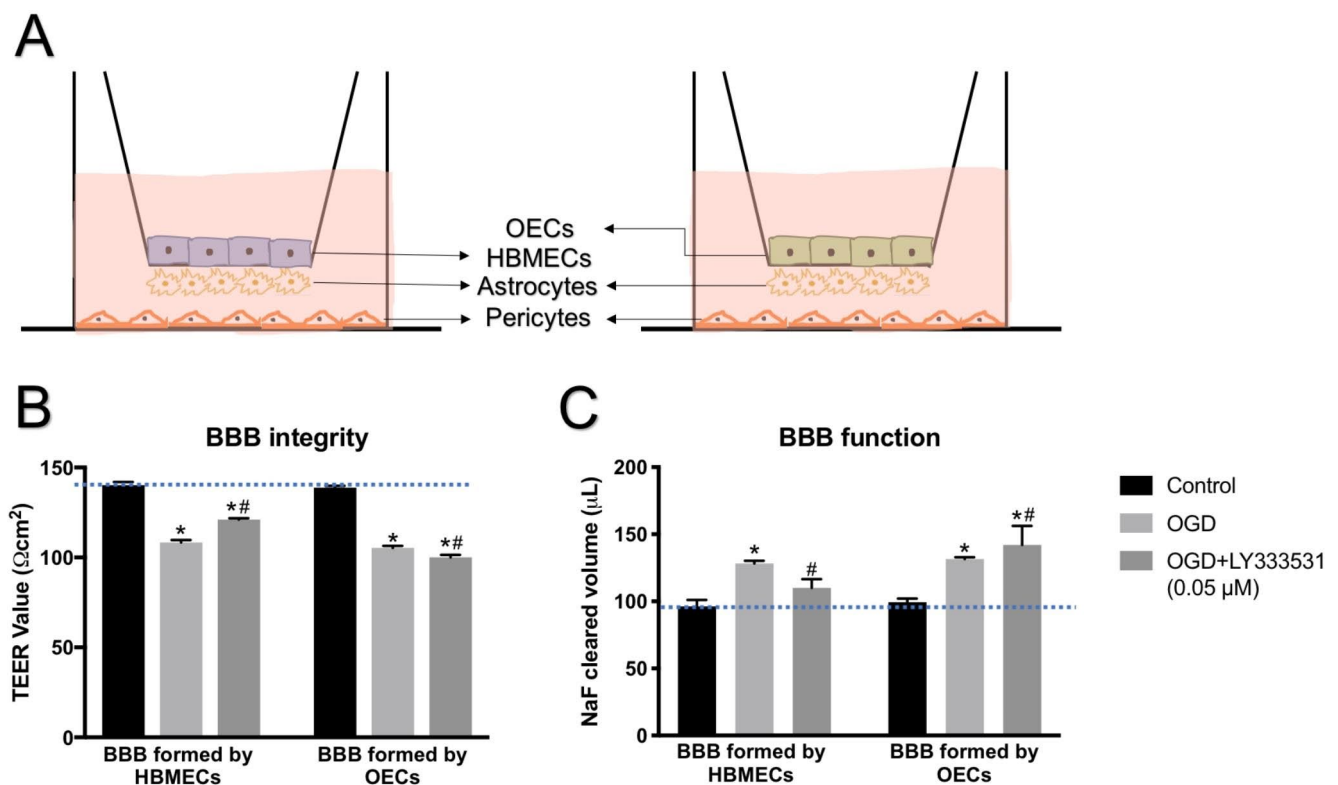 A
OECs
HBMECs
Astrocytes
Pericytes
B
BBB integrity
TEER Value (Ωcm2)
150
100
50
0
*
*#
*
*#
BBB formed by
HBMECs
BBB formed by
OECs
C
BBB function
NaF cleared volume (µL)
200
150
100
50
0
*
#
*
*#
BBB formed by
HBMECs
BBB formed by
OECs
Control
OGD
OGD+LY333531
(0.05 µM)